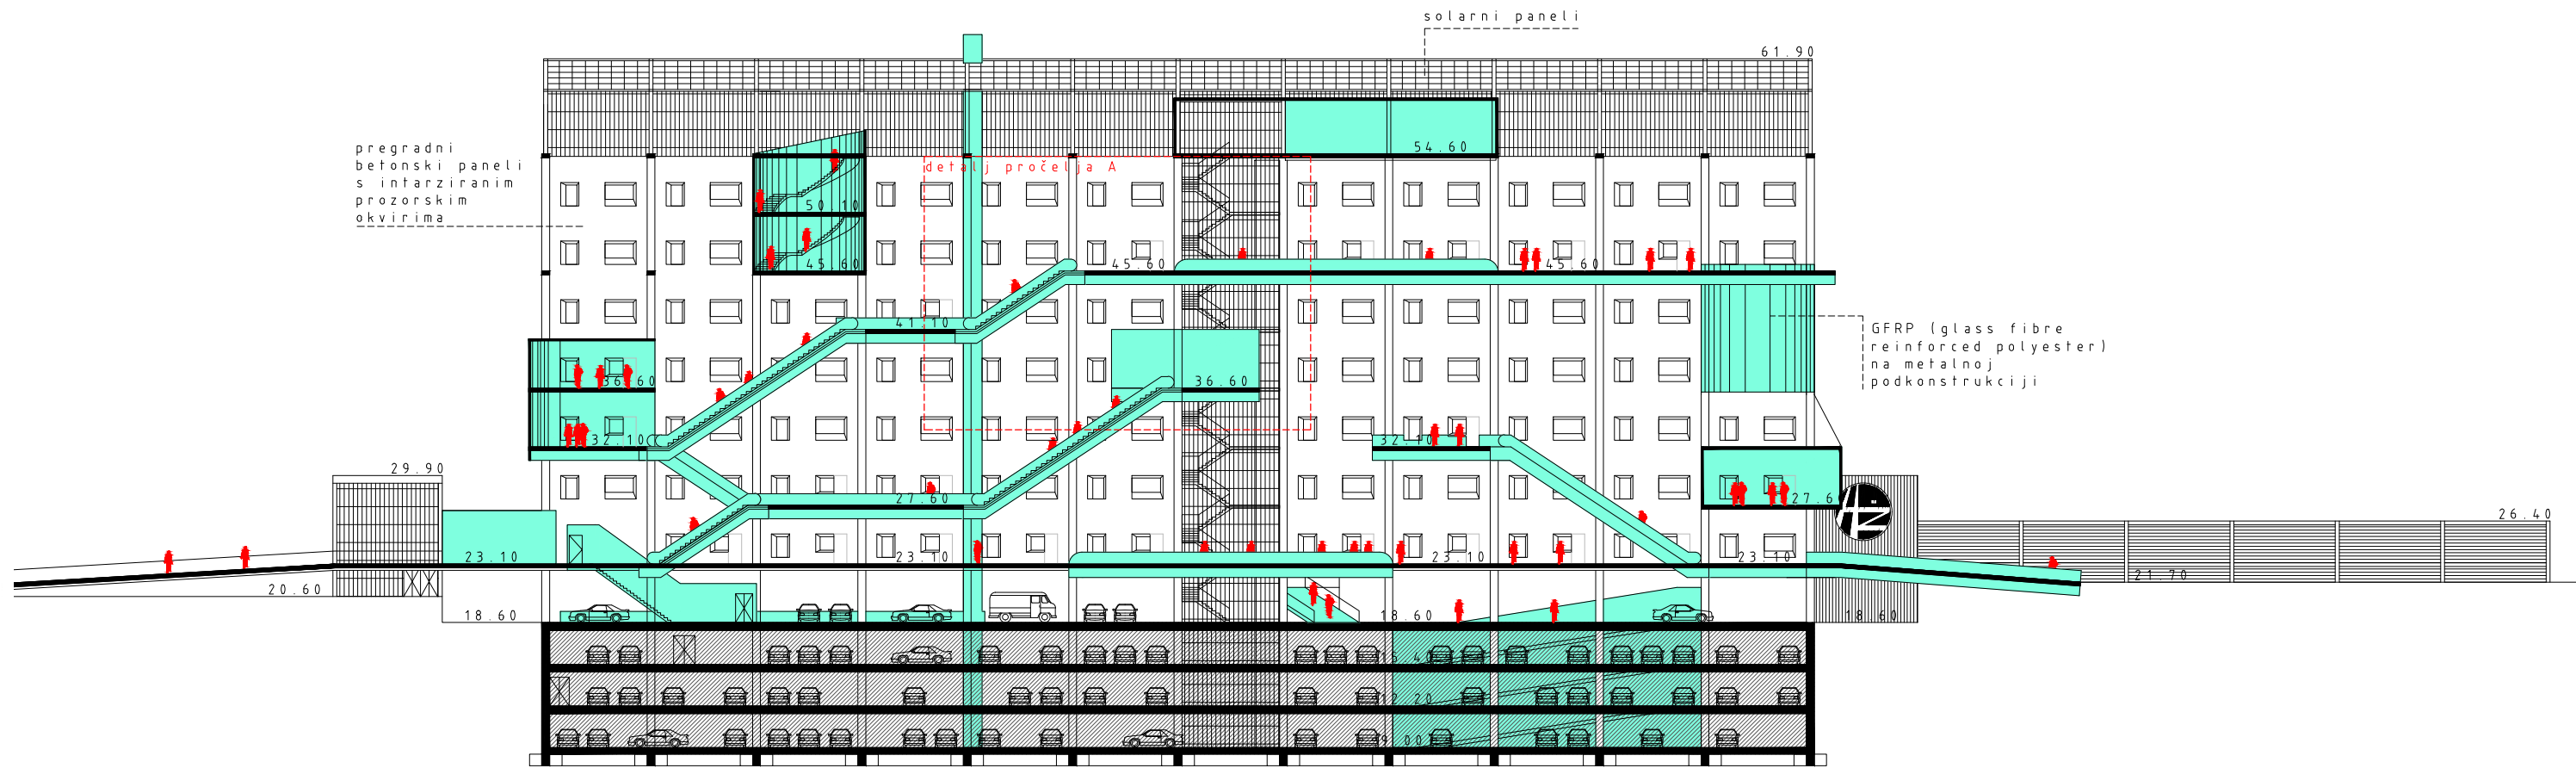 solarni paneli
61.90
pregradni
betonski paneli
s intarziranim
prozorskim
okvirima
detalj pročelja A
54.60
50.10
45.60
45.60
45.60
41.10
GFRP (glass fibre
reinforced polyester)
na metalnoj
podkonstrukciji
36.60
36.60
32.10
32.10
29.90
27.60
27.60
26.40
23.10
23.10
23.10
23.10
21.70
20.60
18.60
18.60
18.60
12.20